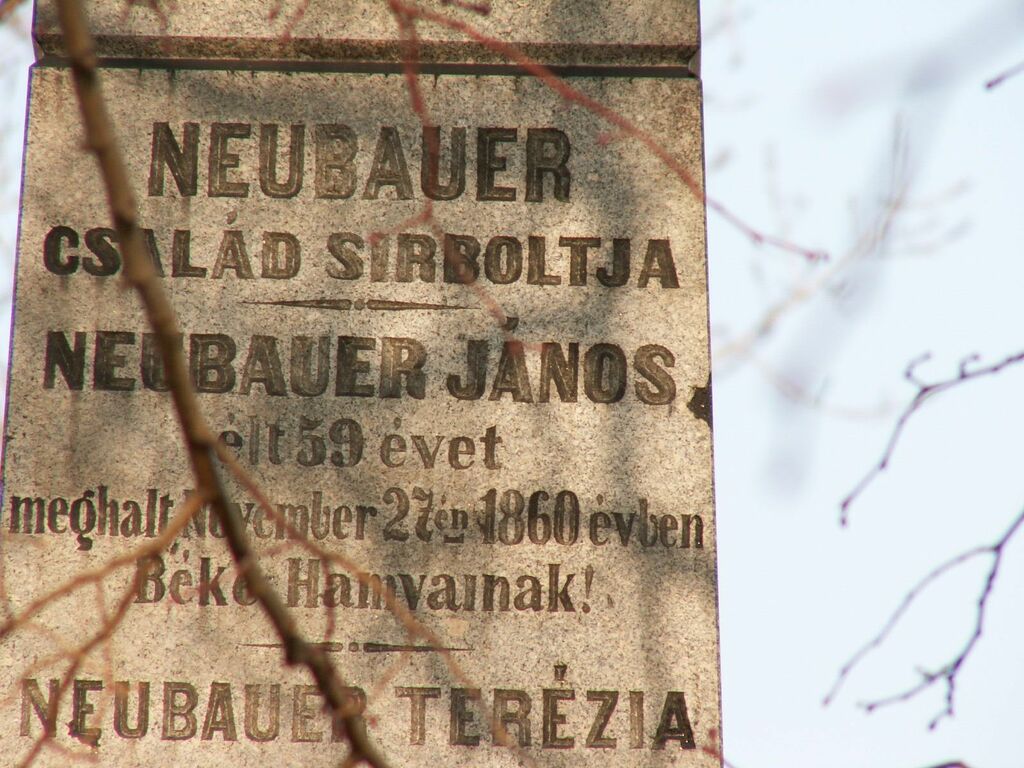 NEUBAUER
CSALÁD SIRBOLTJA
NEUBAUER JÁNOS
élt 59 évet
meghalt November 27én 1860 évben
Béke Hamvainak!
NEUBAUER TERÉZIA